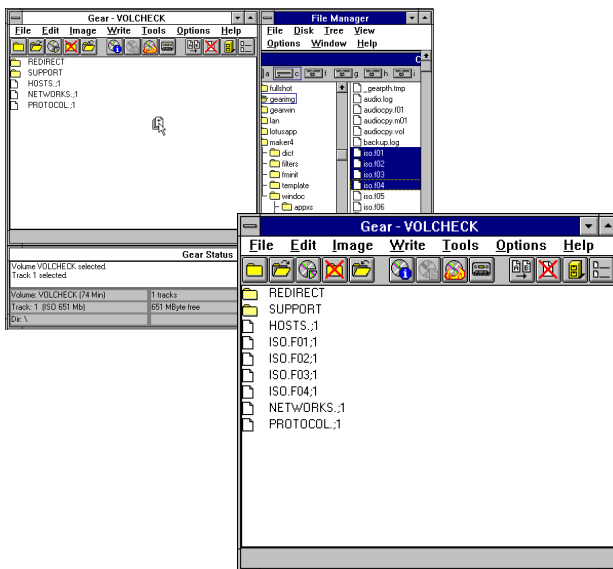 Gear - VOLCHECK
File Edit Image Write Tools Options Help
REDIRECT
SUPPORT
HOSTS.;1
NETWORKS.;1
PROTOCOL.;1
Gear Status
Volume VOLCHECK selected.
Track 1 selected.
Volume: VOLCHECK (74 Min) 1 tracks
Track: 1 (ISO 651 Mb) 651 MByte free
Dir: \
File Manager
File Disk Tree View
Options Window Help
C
a c f g h i
fullshot
gearimg
gearwin
lan
lotusapp
maker4
dict
filters
fminit
template
windoc
appxs
_gearpth.tmp
audio.log
audiocpy.f01
audiocpy.m01
audiocpy.vol
backup.log
iso.f01
iso.f02
iso.f03
iso.f04
iso.f05
iso.f06
Gear - VOLCHECK
File Edit Image Write Tools Options Help
REDIRECT
SUPPORT
HOSTS.;1
ISO.F01;1
ISO.F02;1
ISO.F03;1
ISO.F04;1
NETWORKS.;1
PROTOCOL.;1